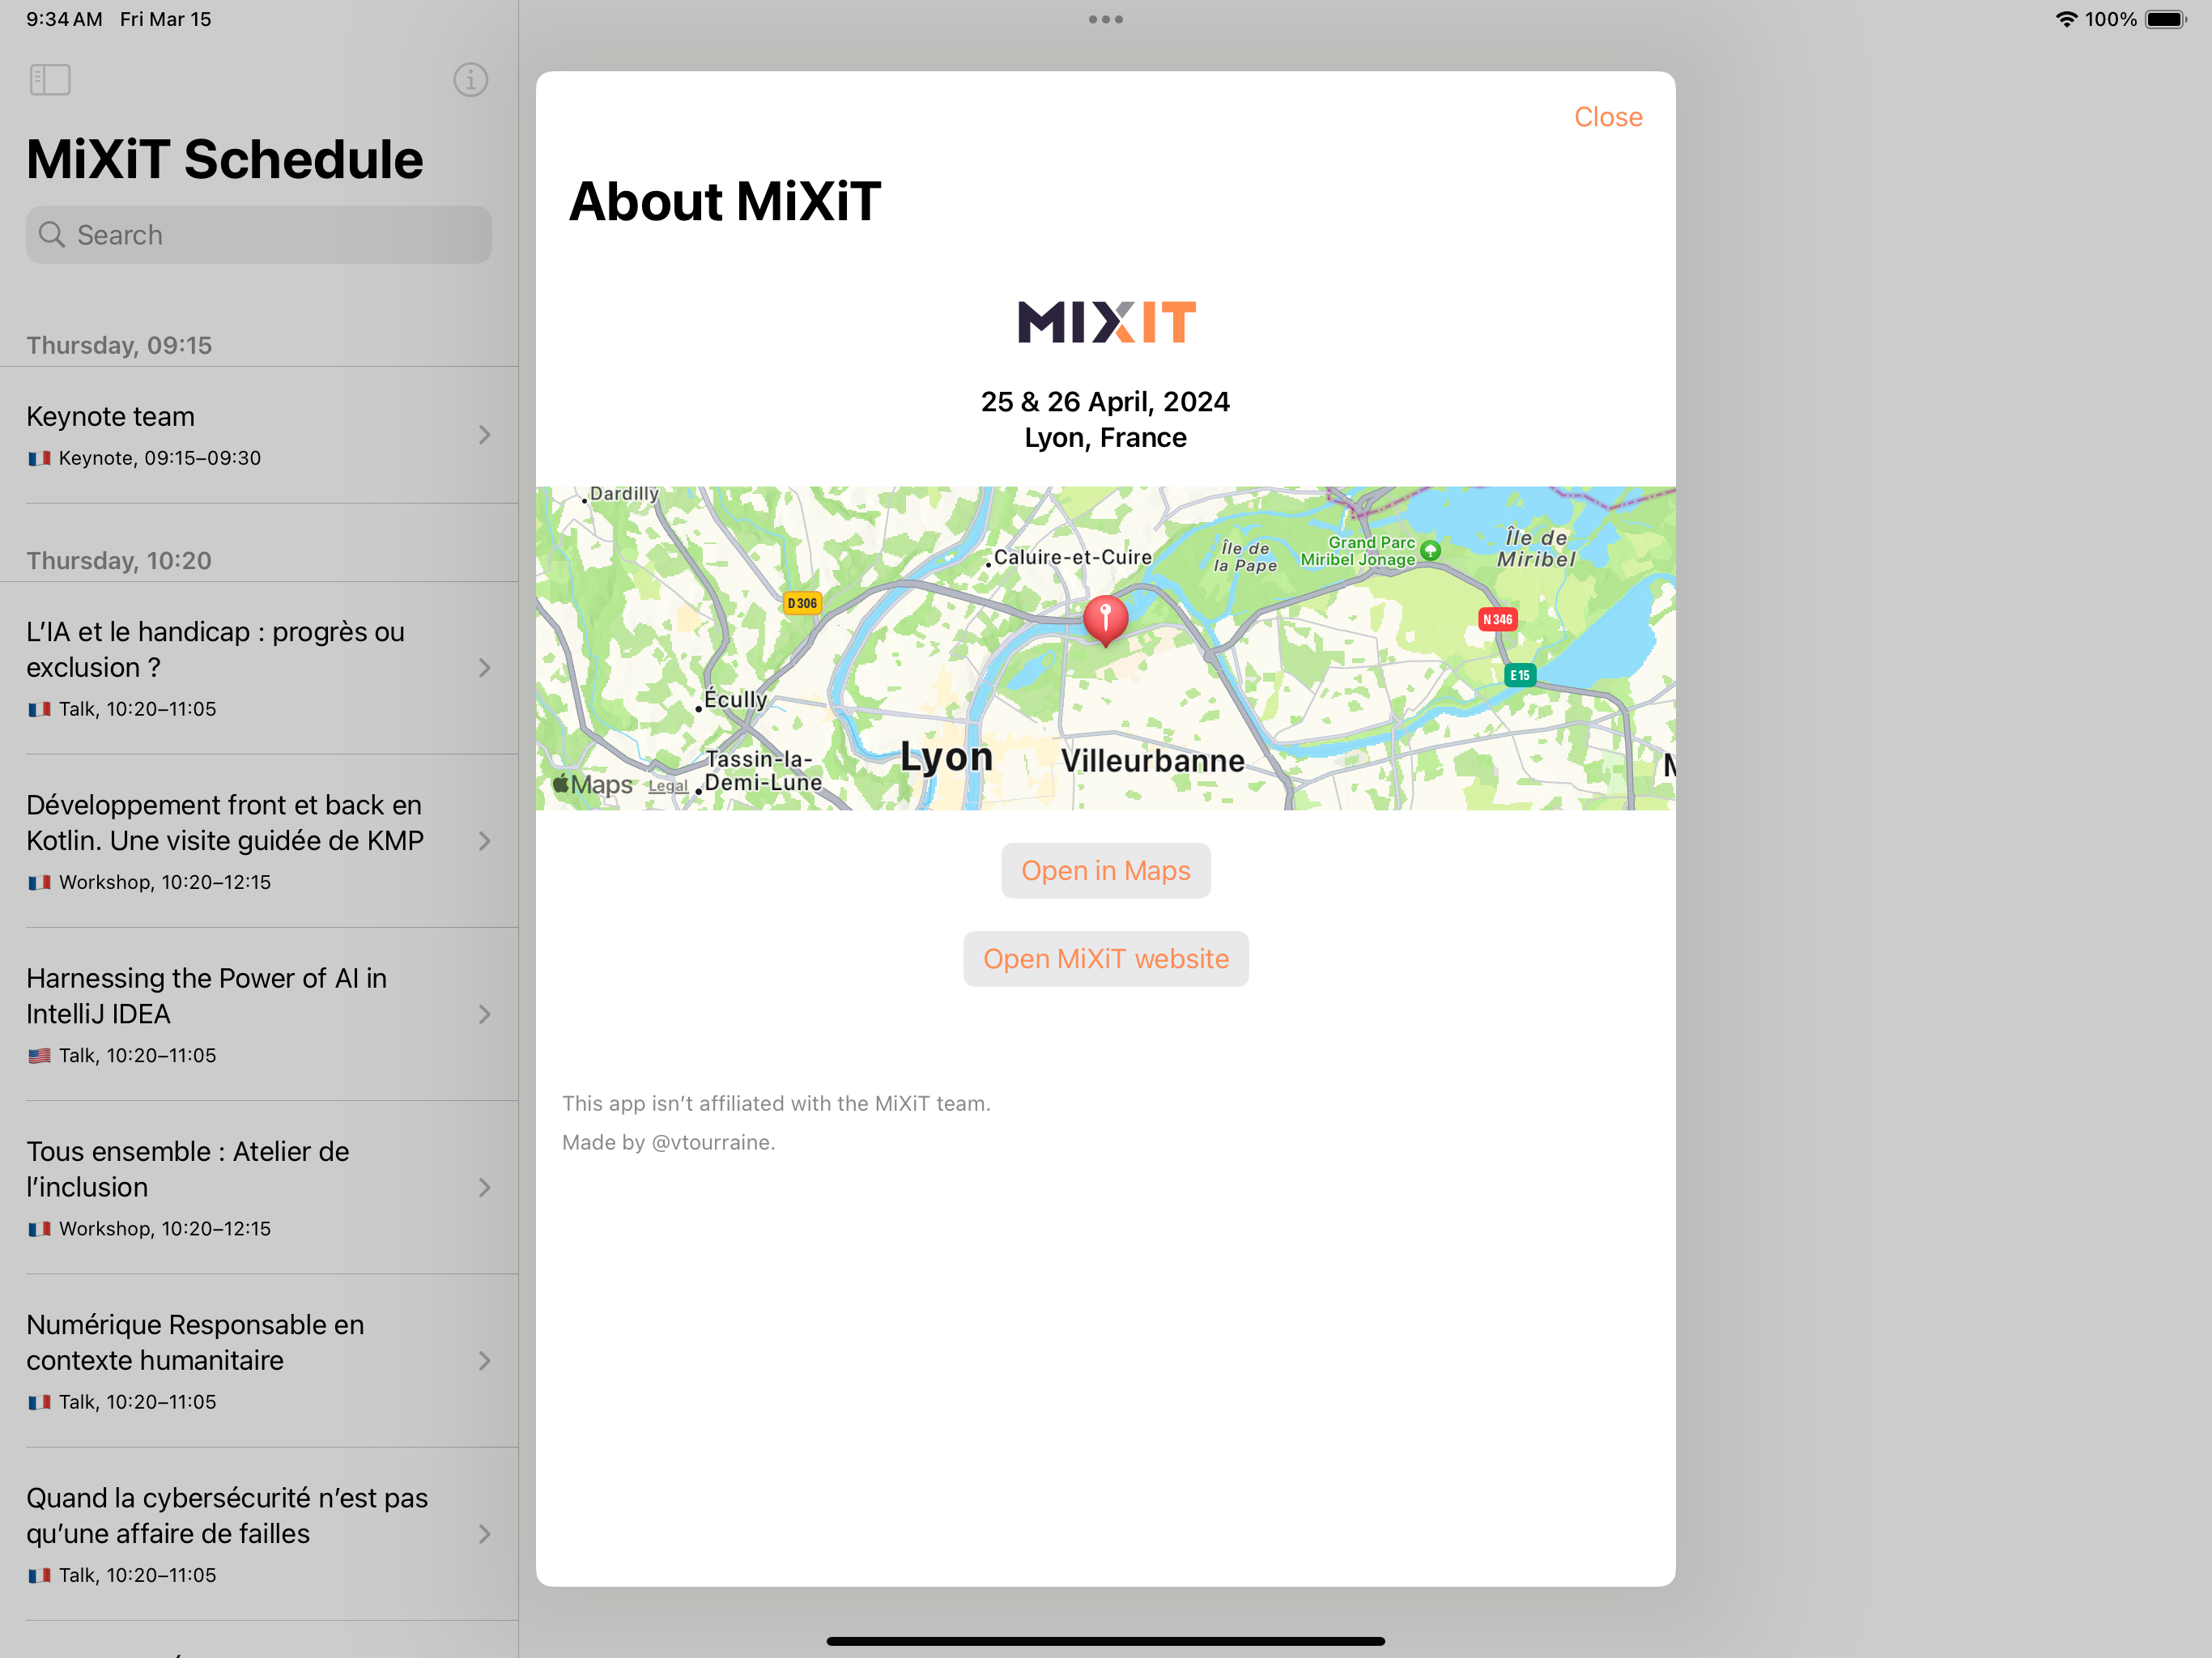 9:34 AM Fri Mar 15
100%
MiXiT Schedule
Search
Thursday, 09:15
Keynote team
Keynote, 09:15–09:30
Thursday, 10:20
L’IA et le handicap : progrès ou
exclusion ?
Talk, 10:20–11:05
Développement front et back en
Kotlin. Une visite guidée de KMP
Workshop, 10:20–12:15
Harnessing the Power of AI in
IntelliJ IDEA
Talk, 10:20–11:05
Tous ensemble : Atelier de
l’inclusion
Workshop, 10:20–12:15
Numérique Responsable en
contexte humanitaire
Talk, 10:20–11:05
Quand la cybersécurité n’est pas
qu’une affaire de failles
Talk, 10:20–11:05
Close
About MiXiT
MIXIT
25 & 26 April, 2024
Lyon, France
Dardilly
Caluire-et-Cuire
Île de
la Pape
Grand Parc
Miribel Jonage
Île de
Miribel
D 306
N 346
E 15
Écully
Tassin-la-
Demi-Lune
Lyon
Villeurbanne
Maps
Legal
Open in Maps
Open MiXiT website
This app isn’t affiliated with the MiXiT team.
Made by @vtourraine.